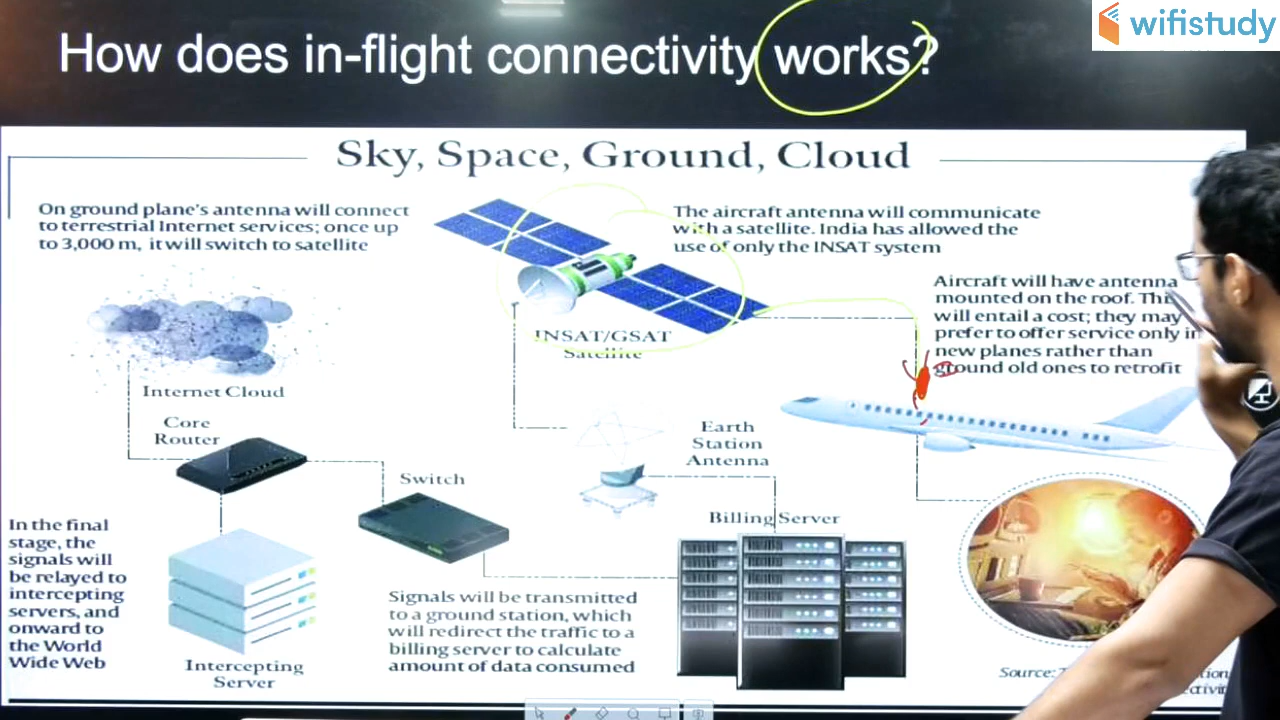 wifistudy
How does in-flight connectivity works?
Sky, Space, Ground, Cloud
On ground plane's antenna will connect
to terrestrial Internet services; once up
to 3,000 m, it will switch to satellite
The aircraft antenna will communicate
with a satellite. India has allowed the
use of only the INSAT system
Aircraft will have antenna
mounted on the roof. This
will entail a cost; they may
prefer to offer service only in
new planes rather than
ground old ones to retrofit
INSAT/GSAT
Satellite
Internet Cloud
Core
Router
Switch
Earth
Station
Antenna
Billing Server
In the final
stage, the
signals will
be relayed to
intercepting
servers, and
onward to
the World
Wide Web
Intercepting
Server
Signals will be transmitted
to a ground station, which
will redirect the traffic to a
billing server to calculate
amount of data consumed
Source: